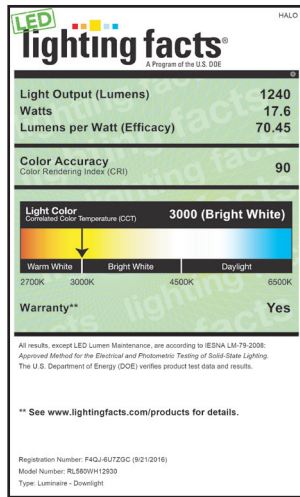 HALO
LED
lighting facts®
A Program of the U.S. DOE
Light Output (Lumens) 1240
Watts 17.6
Lumens per Watt (Efficacy) 70.45
Color Accuracy
Color Rendering Index (CRI) 90
Light Color
Correlated Color Temperature (CCT) 3000 (Bright White)
Warm White Bright White Daylight
2700K 3000K 4500K 6500K
Warranty** Yes
All results, except LED Lumen Maintenance, are according to IESNA LM-79-2008:
Approved Method for the Electrical and Photometric Testing of Solid-State Lighting.
The U.S. Department of Energy (DOE) verifies product test data and results.
** See www.lightingfacts.com/products for details.
Registration Number: F4QJ-6U7ZGC (9/21/2016)
Model Number: RL560WH12930
Type: Luminaire - Downlight